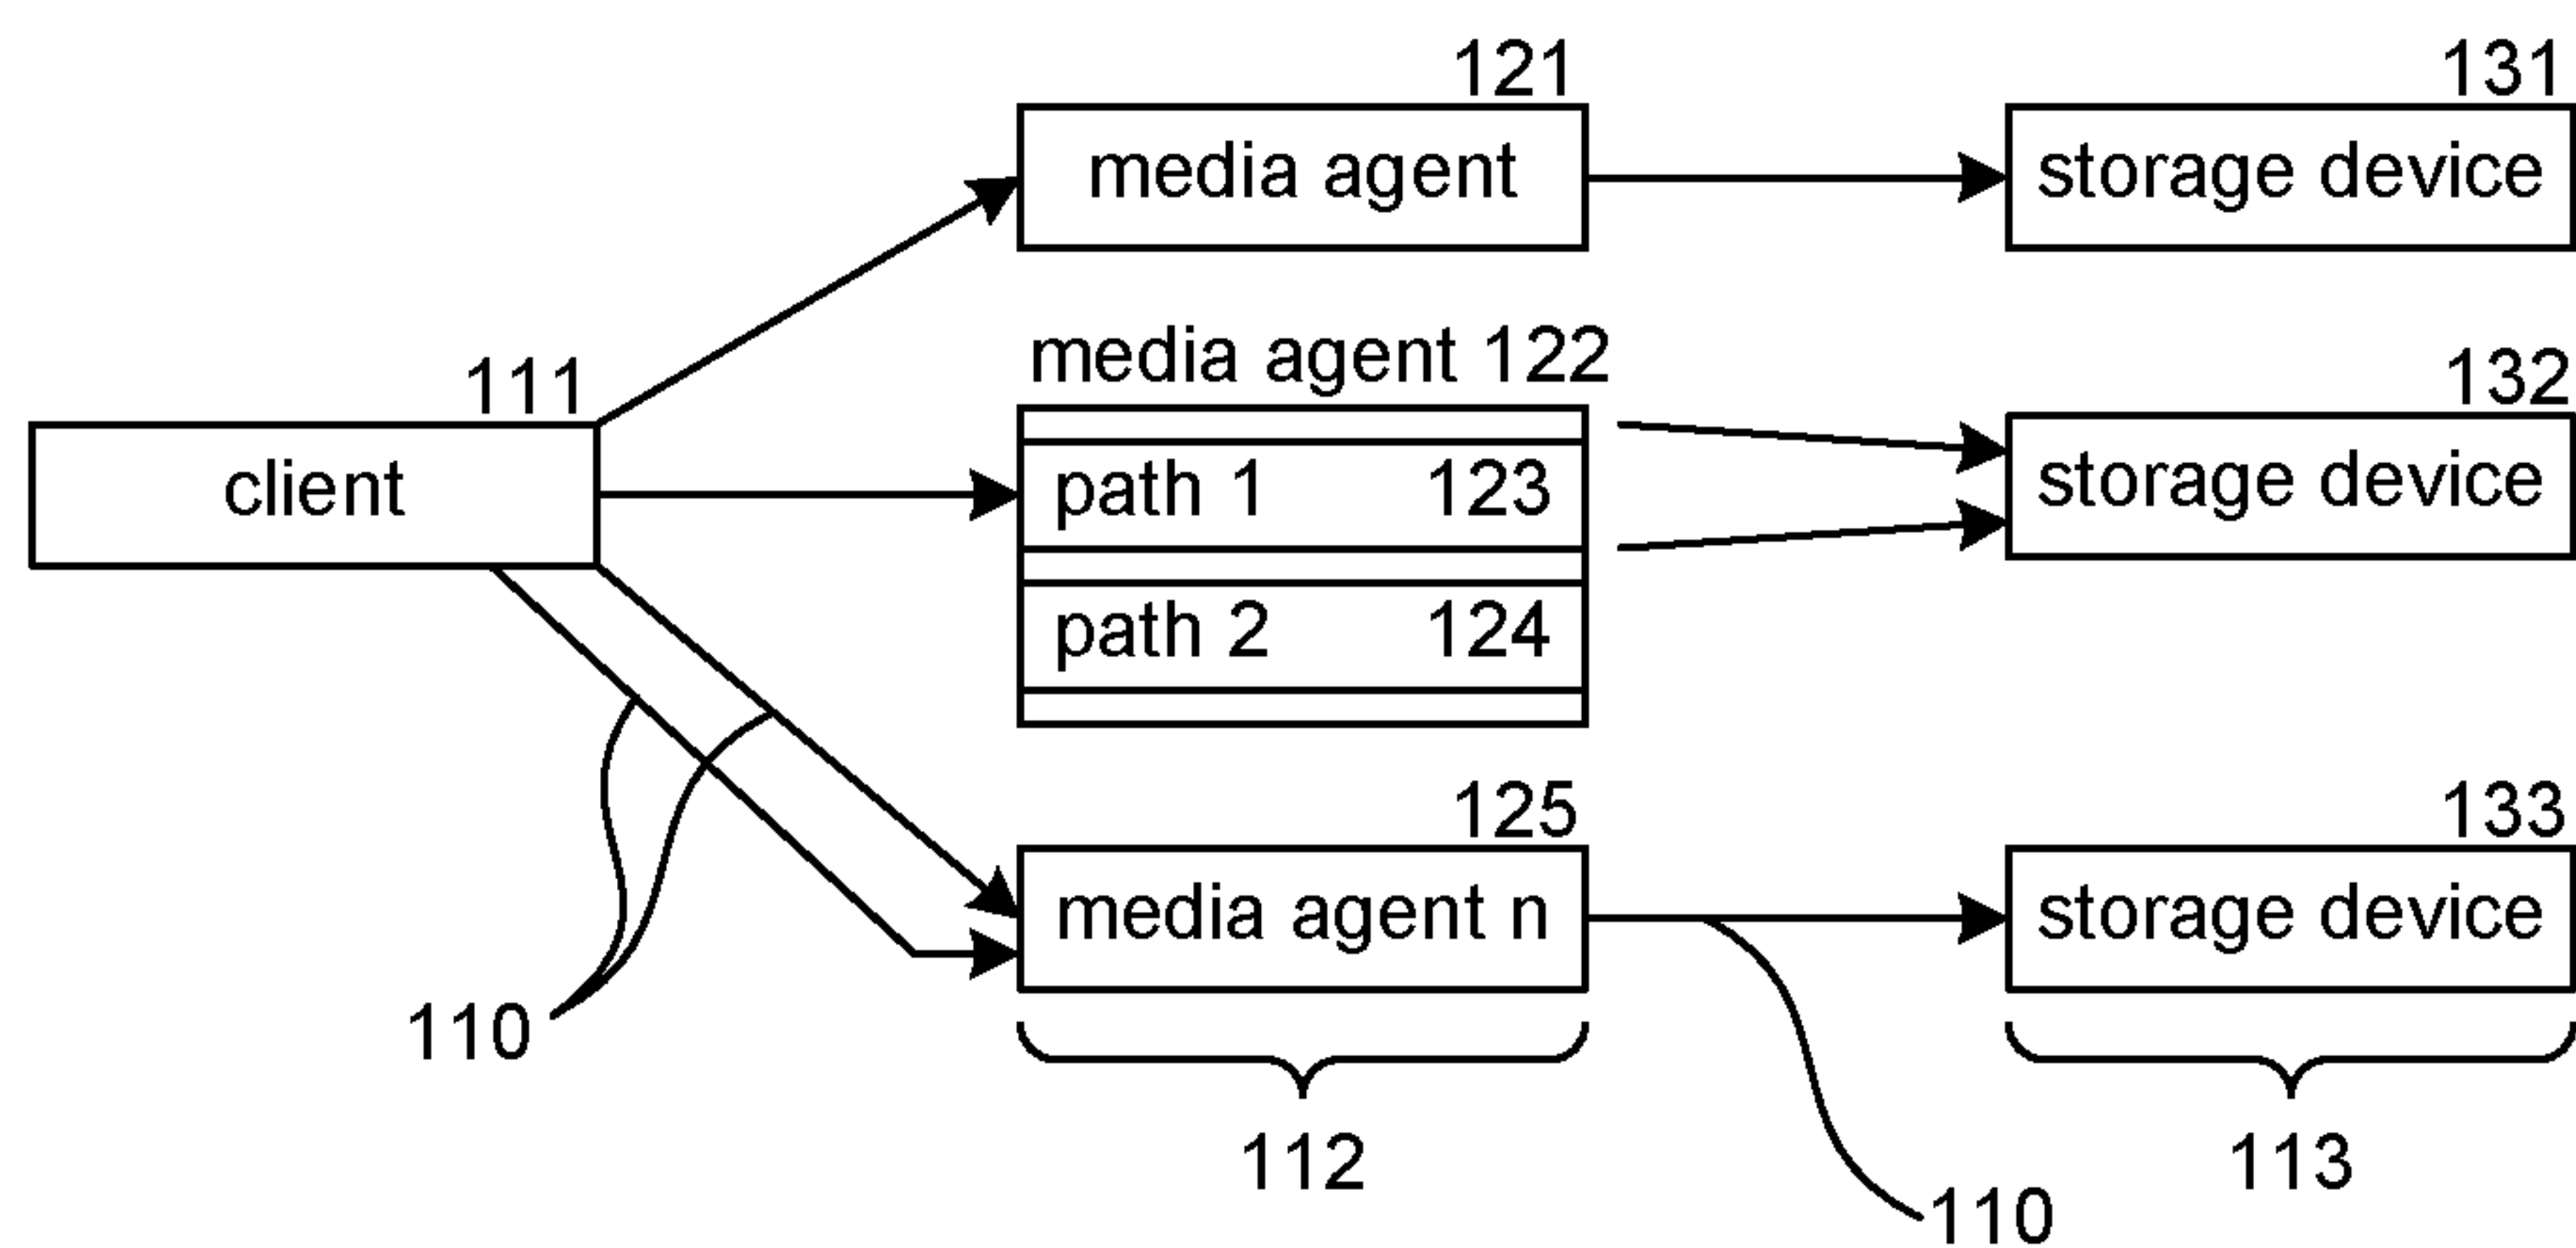 121
131
media agent
storage device
111
media agent 122
132
client
path 1 123
storage device
path 2 124
125
133
media agent n
storage device
110
112
113
110